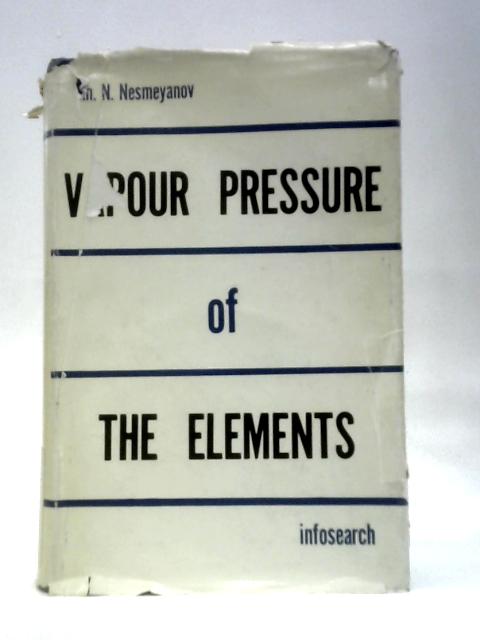 n. N. Nesmeyanov
VAPOUR PRESSURE
of
THE ELEMENTS
infosearch